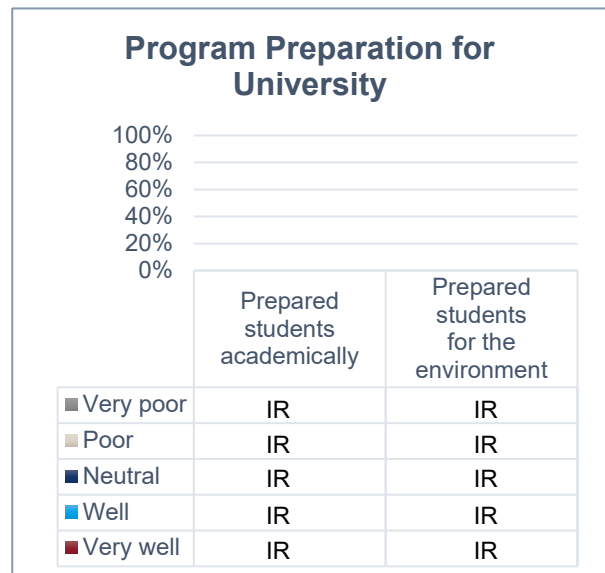 Program Preparation for
University
100%
80%
60%
40%
20%
0%
Prepared
students
academically
Prepared
students
for the
environment
Very poor IR IR
Poor IR IR
Neutral IR IR
Well IR IR
Very well IR IR